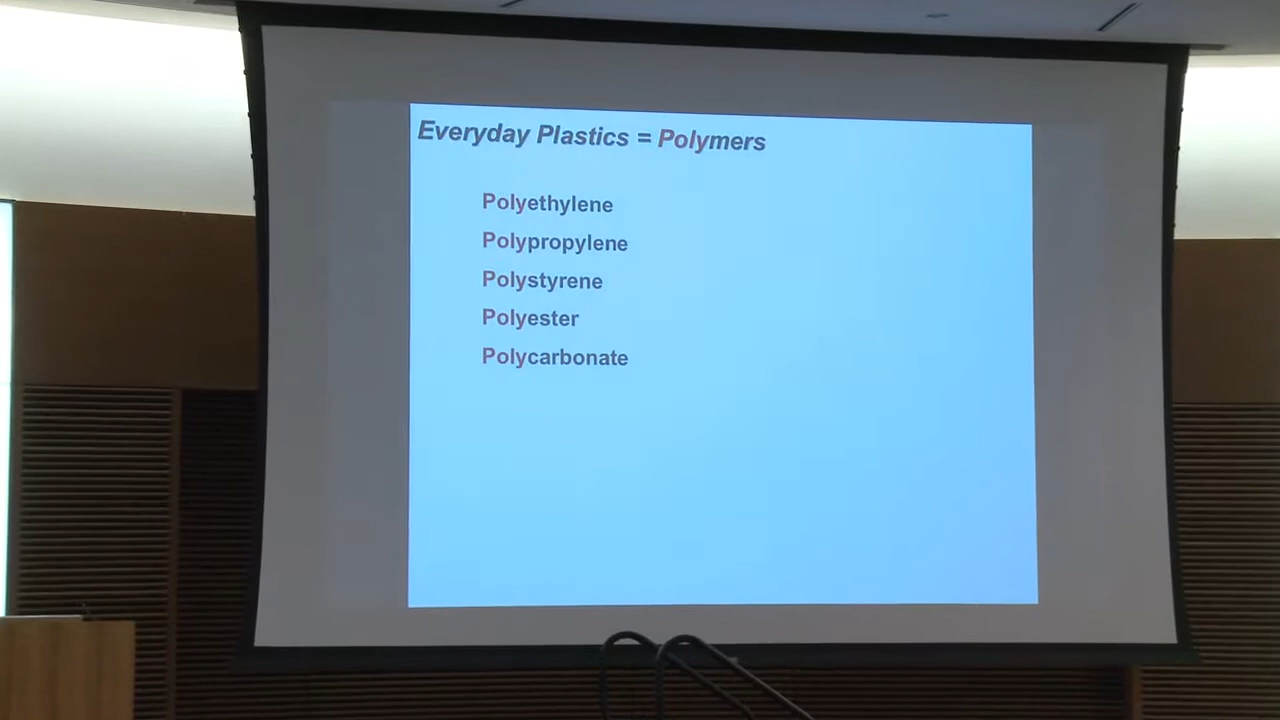 Everyday Plastics = Polymers
Polyethylene
Polypropylene
Polystyrene
Polyester
Polycarbonate